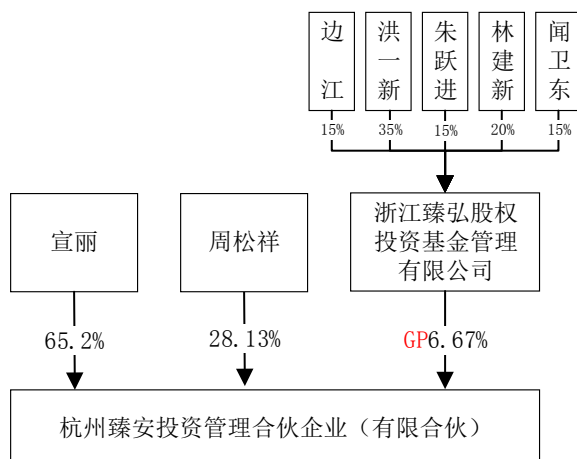 边江
洪一新
朱跃进
林建新
闻卫东
15%
35%
15%
20%
15%
宣丽
周松祥
浙江臻弘股权
投资基金管理
有限公司
65.2%
28.13%
GP6.67%
杭州臻安投资管理合伙企业（有限合伙）